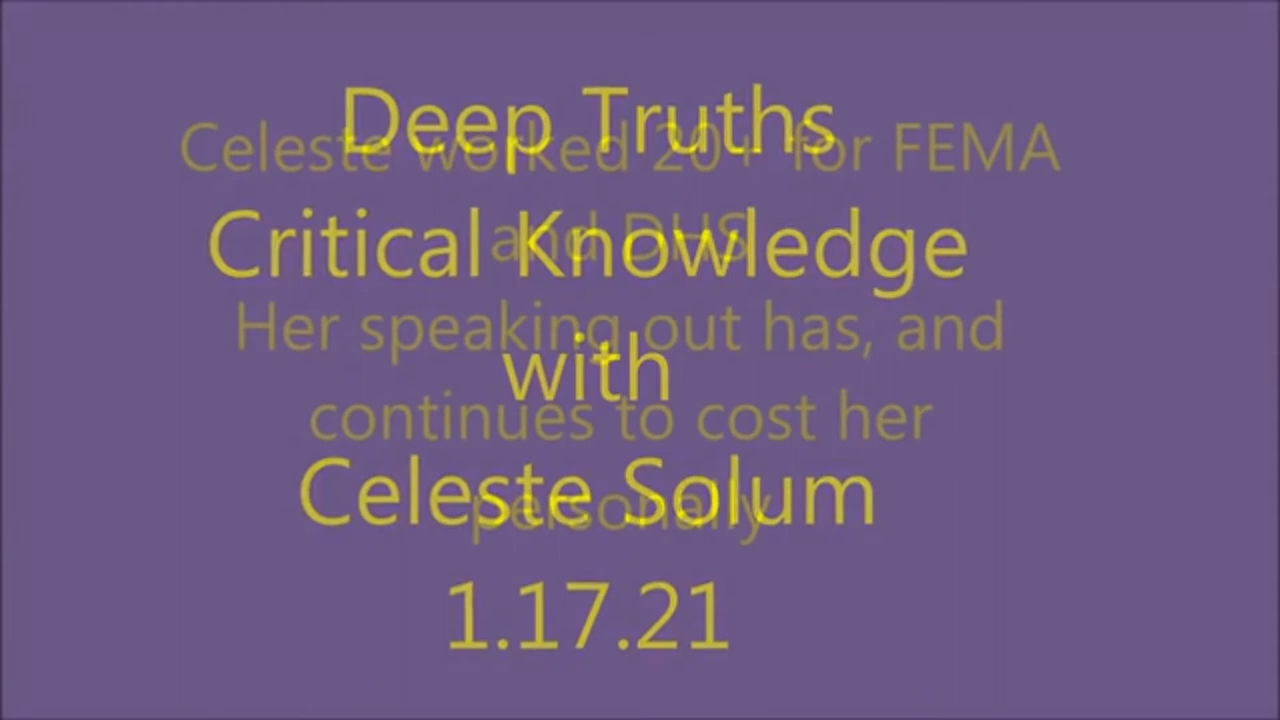 Deep Truths
Critical Knowledge
with
Celeste Solum
1.17.21
Celeste worked 20+ for FEMA
and DHS
Her speaking out has, and
continues to cost her
personally